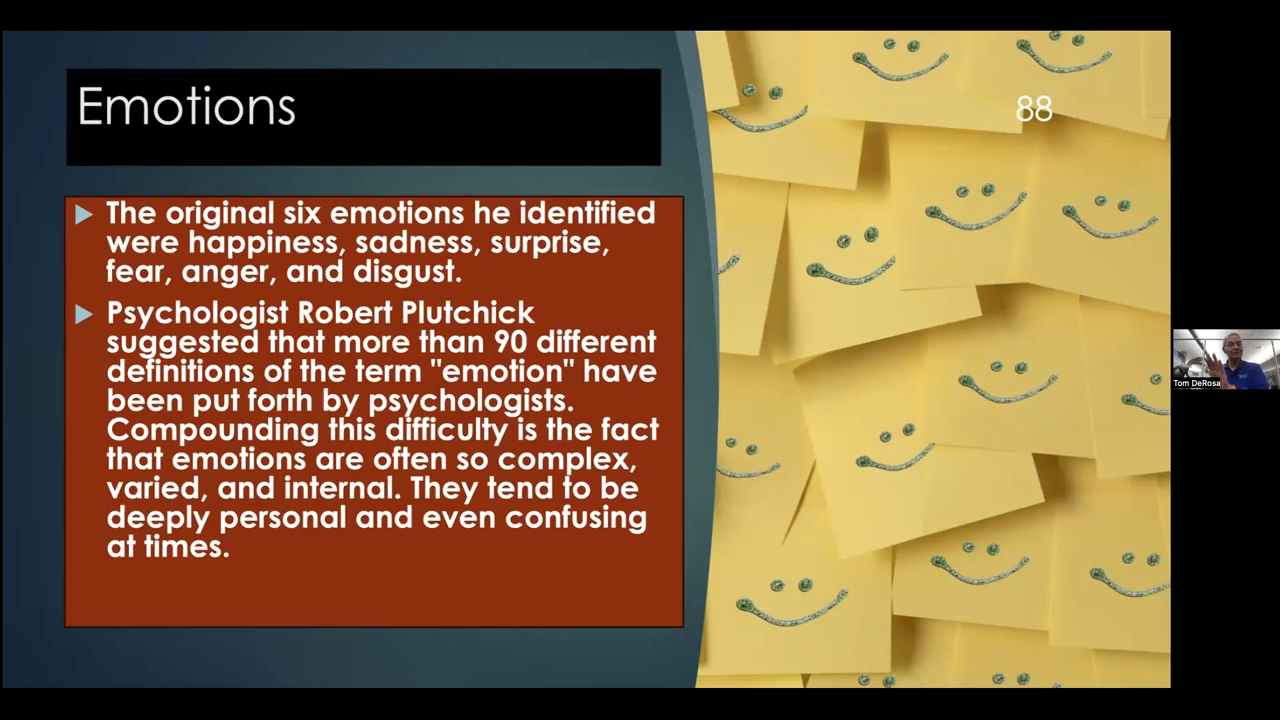 Emotions
88
The original six emotions he identified
were happiness, sadness, surprise,
fear, anger, and disgust.
Psychologist Robert Plutchick
suggested that more than 90 different
definitions of the term "emotion" have
been put forth by psychologists.
Compounding this difficulty is the fact
that emotions are often so complex,
varied, and internal. They tend to be
deeply personal and even confusing
at times.
Tom DeRosa